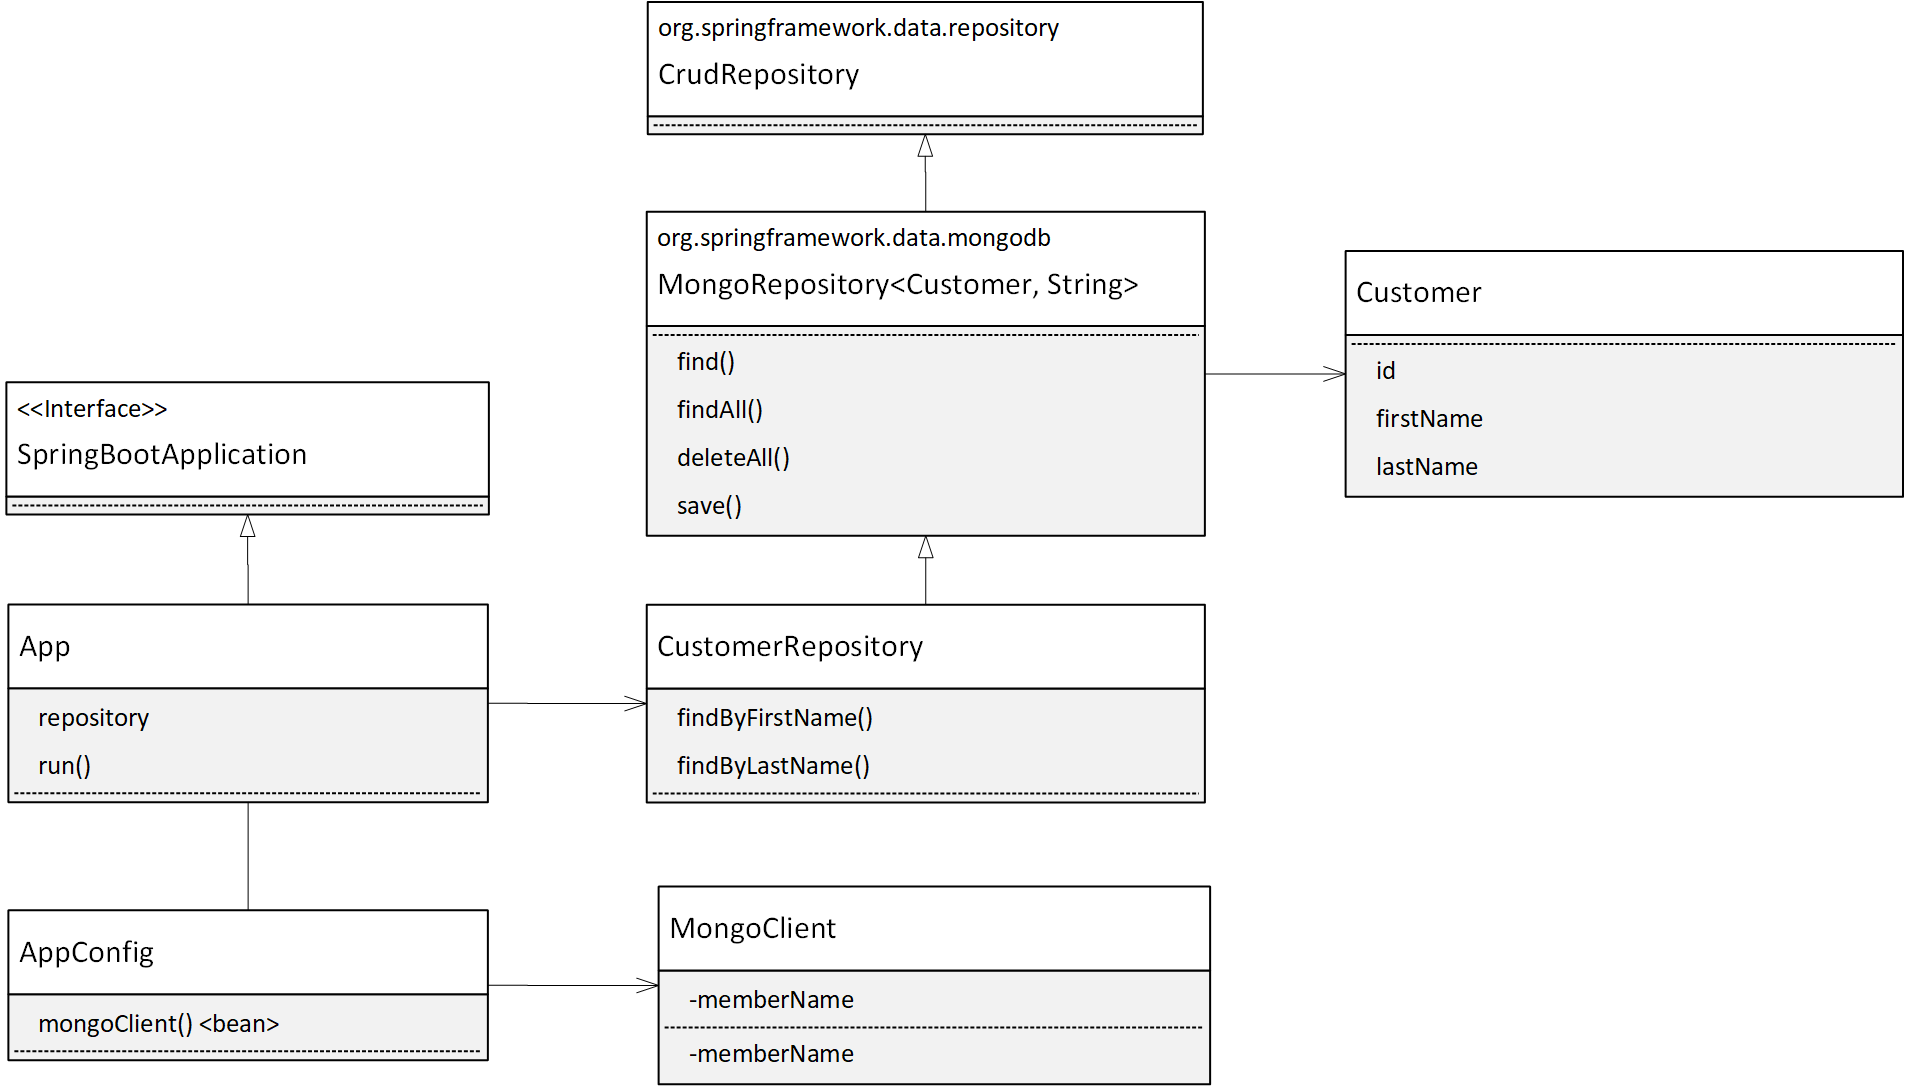 org.springframework.data.repository
CrudRepository
org.springframework.data.mongodb
MongoRepository<Customer, String>
find()
findAll()
deleteAll()
save()
Customer
id
firstName
lastName
<<Interface>>
SpringBootApplication
App
repository
run()
CustomerRepository
findByFirstName()
findByLastName()
AppConfig
mongoClient() <bean>
MongoClient
-memberName
-memberName